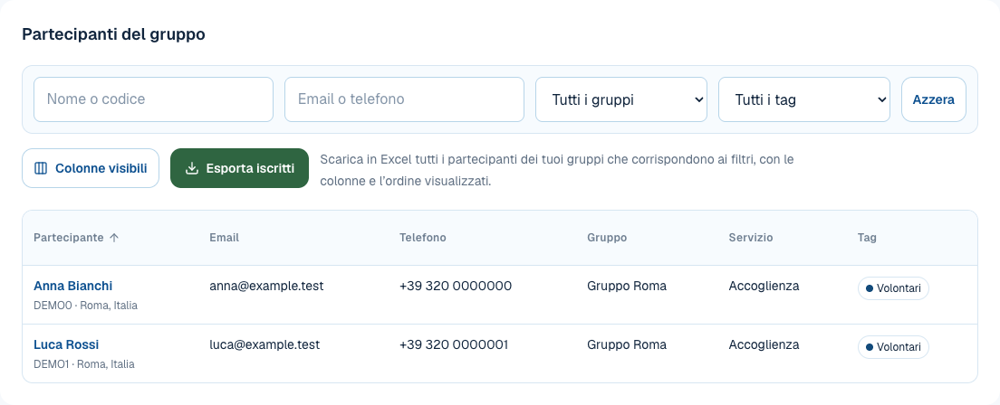 Partecipanti del gruppo
Nome o codice
Email o telefono
Tutti i gruppi
Tutti i tag
Azzera
Colonne visibili
Esporta iscritti
Scarica in Excel tutti i partecipanti dei tuoi gruppi che corrispondono ai filtri, con le
colonne e l'ordine visualizzati.
Partecipante ↑ Email Telefono Gruppo Servizio Tag
Anna Bianchi anna@example.test +39 320 0000000 Gruppo Roma Accoglienza Volontari
DEMO0 · Roma, Italia
Luca Rossi luca@example.test +39 320 0000001 Gruppo Roma Accoglienza Volontari
DEMO1 · Roma, Italia